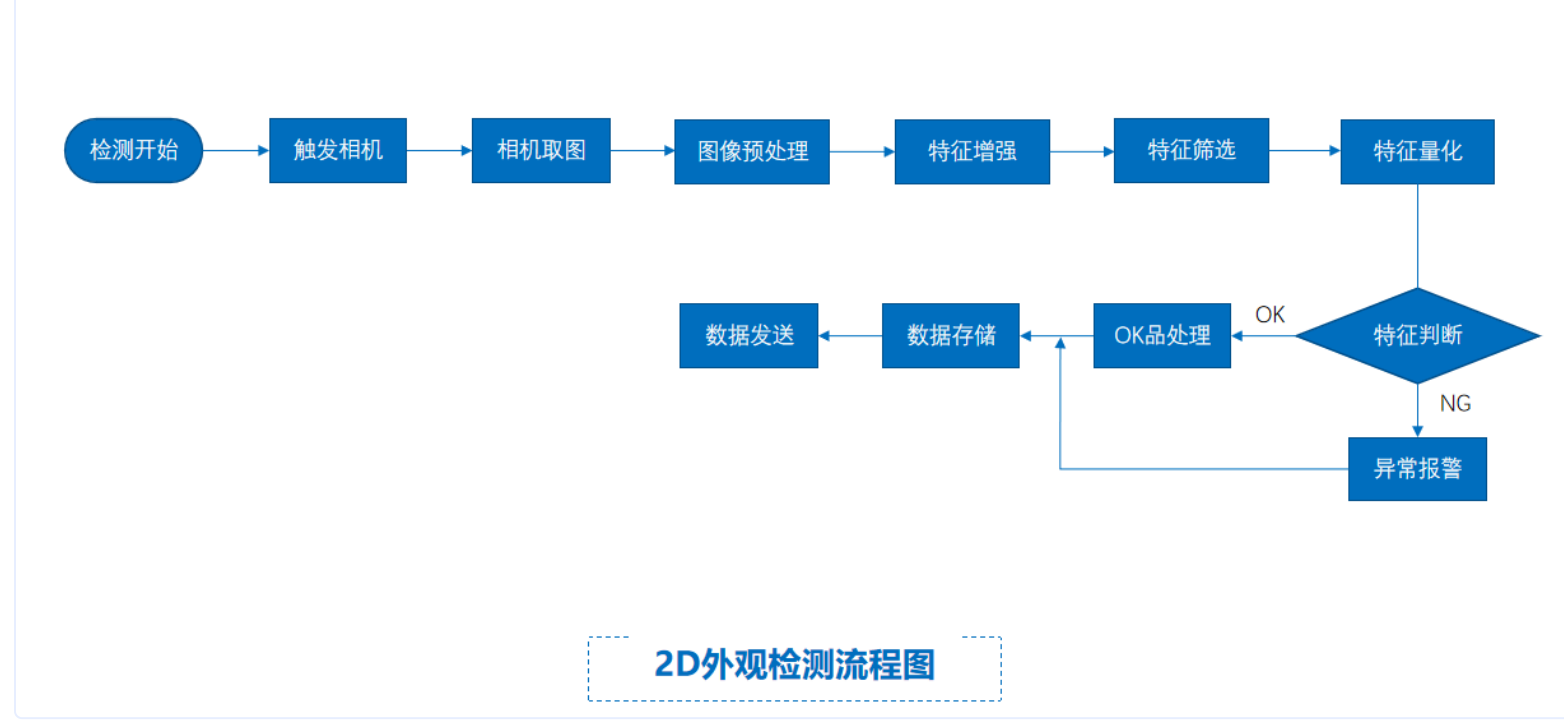 检测开始
触发相机
相机取图
图像预处理
特征增强
特征筛选
特征量化
数据发送
数据存储
OK品处理
OK
特征判断
NG
异常报警
2D外观检测流程图